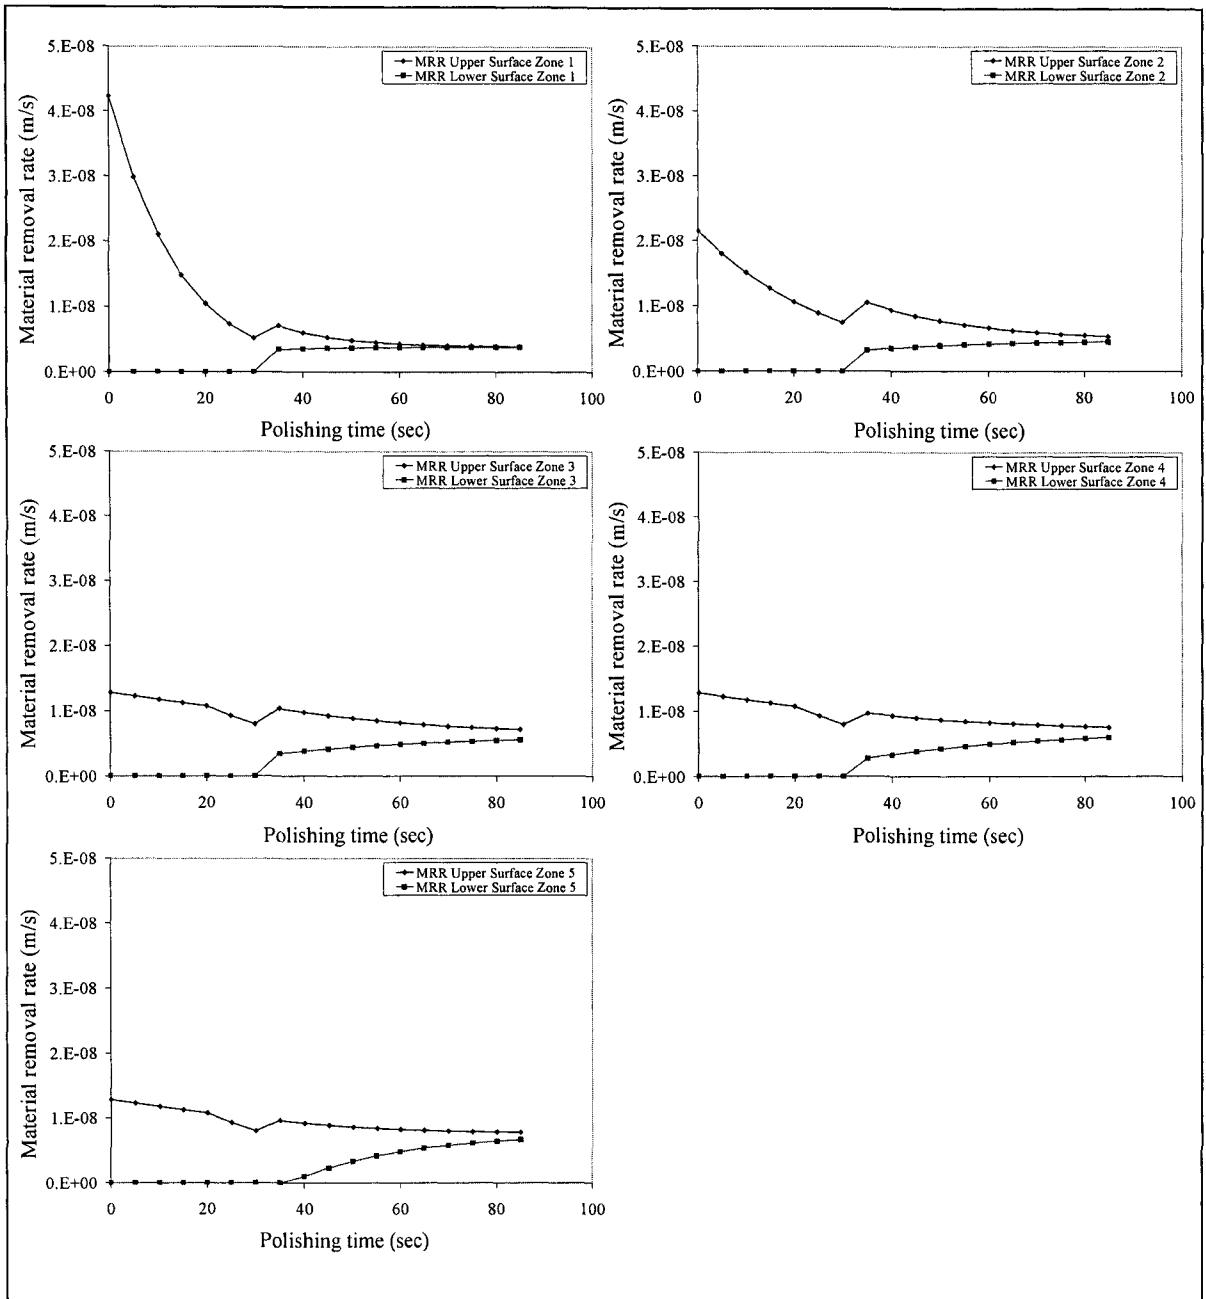 MRR Upper Surface Zone 1
MRR Lower Surface Zone 1
5.E-08
4.E-08
3.E-08
2.E-08
1.E-08
0.E+00
Material removal rate (m/s)
0 20 40 60 80 100
Polishing time (sec)
MRR Upper Surface Zone 2
MRR Lower Surface Zone 2
5.E-08
4.E-08
3.E-08
2.E-08
1.E-08
0.E+00
Material removal rate (m/s)
0 20 40 60 80 100
Polishing time (sec)
MRR Upper Surface Zone 3
MRR Lower Surface Zone 3
5.E-08
4.E-08
3.E-08
2.E-08
1.E-08
0.E+00
Material removal rate (m/s)
0 20 40 60 80 100
Polishing time (sec)
MRR Upper Surface Zone 4
MRR Lower Surface Zone 4
5.E-08
4.E-08
3.E-08
2.E-08
1.E-08
0.E+00
Material removal rate (m/s)
0 20 40 60 80 100
Polishing time (sec)
MRR Upper Surface Zone 5
MRR Lower Surface Zone 5
5.E-08
4.E-08
3.E-08
2.E-08
1.E-08
0.E+00
Material removal rate (m/s)
0 20 40 60 80 100
Polishing time (sec)